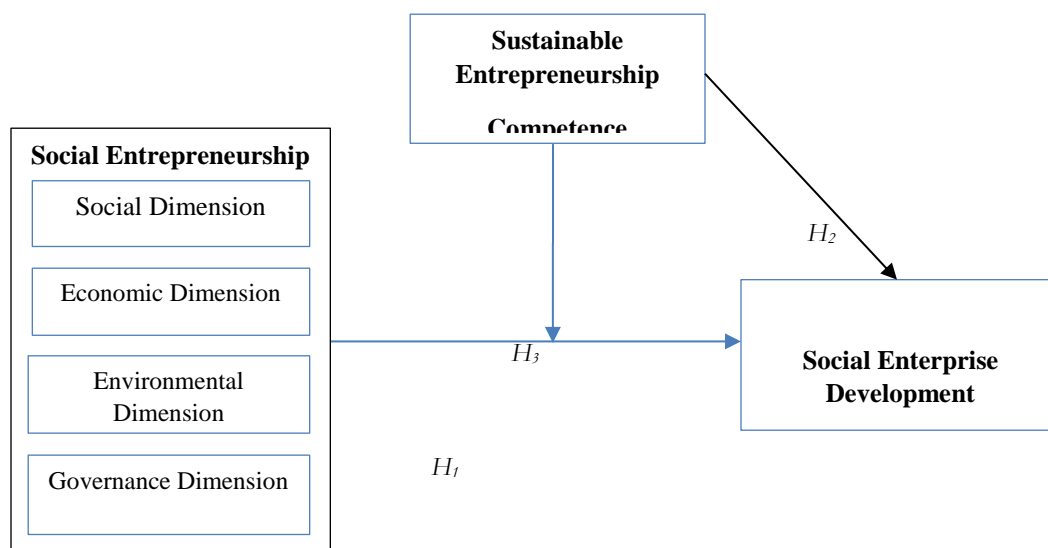 Sustainable
Entrepreneurship
Competence
Social Entrepreneurship
Social Dimension
Economic Dimension
Environmental
Dimension
Governance Dimension
H2
H3
Social Enterprise
Development
H1